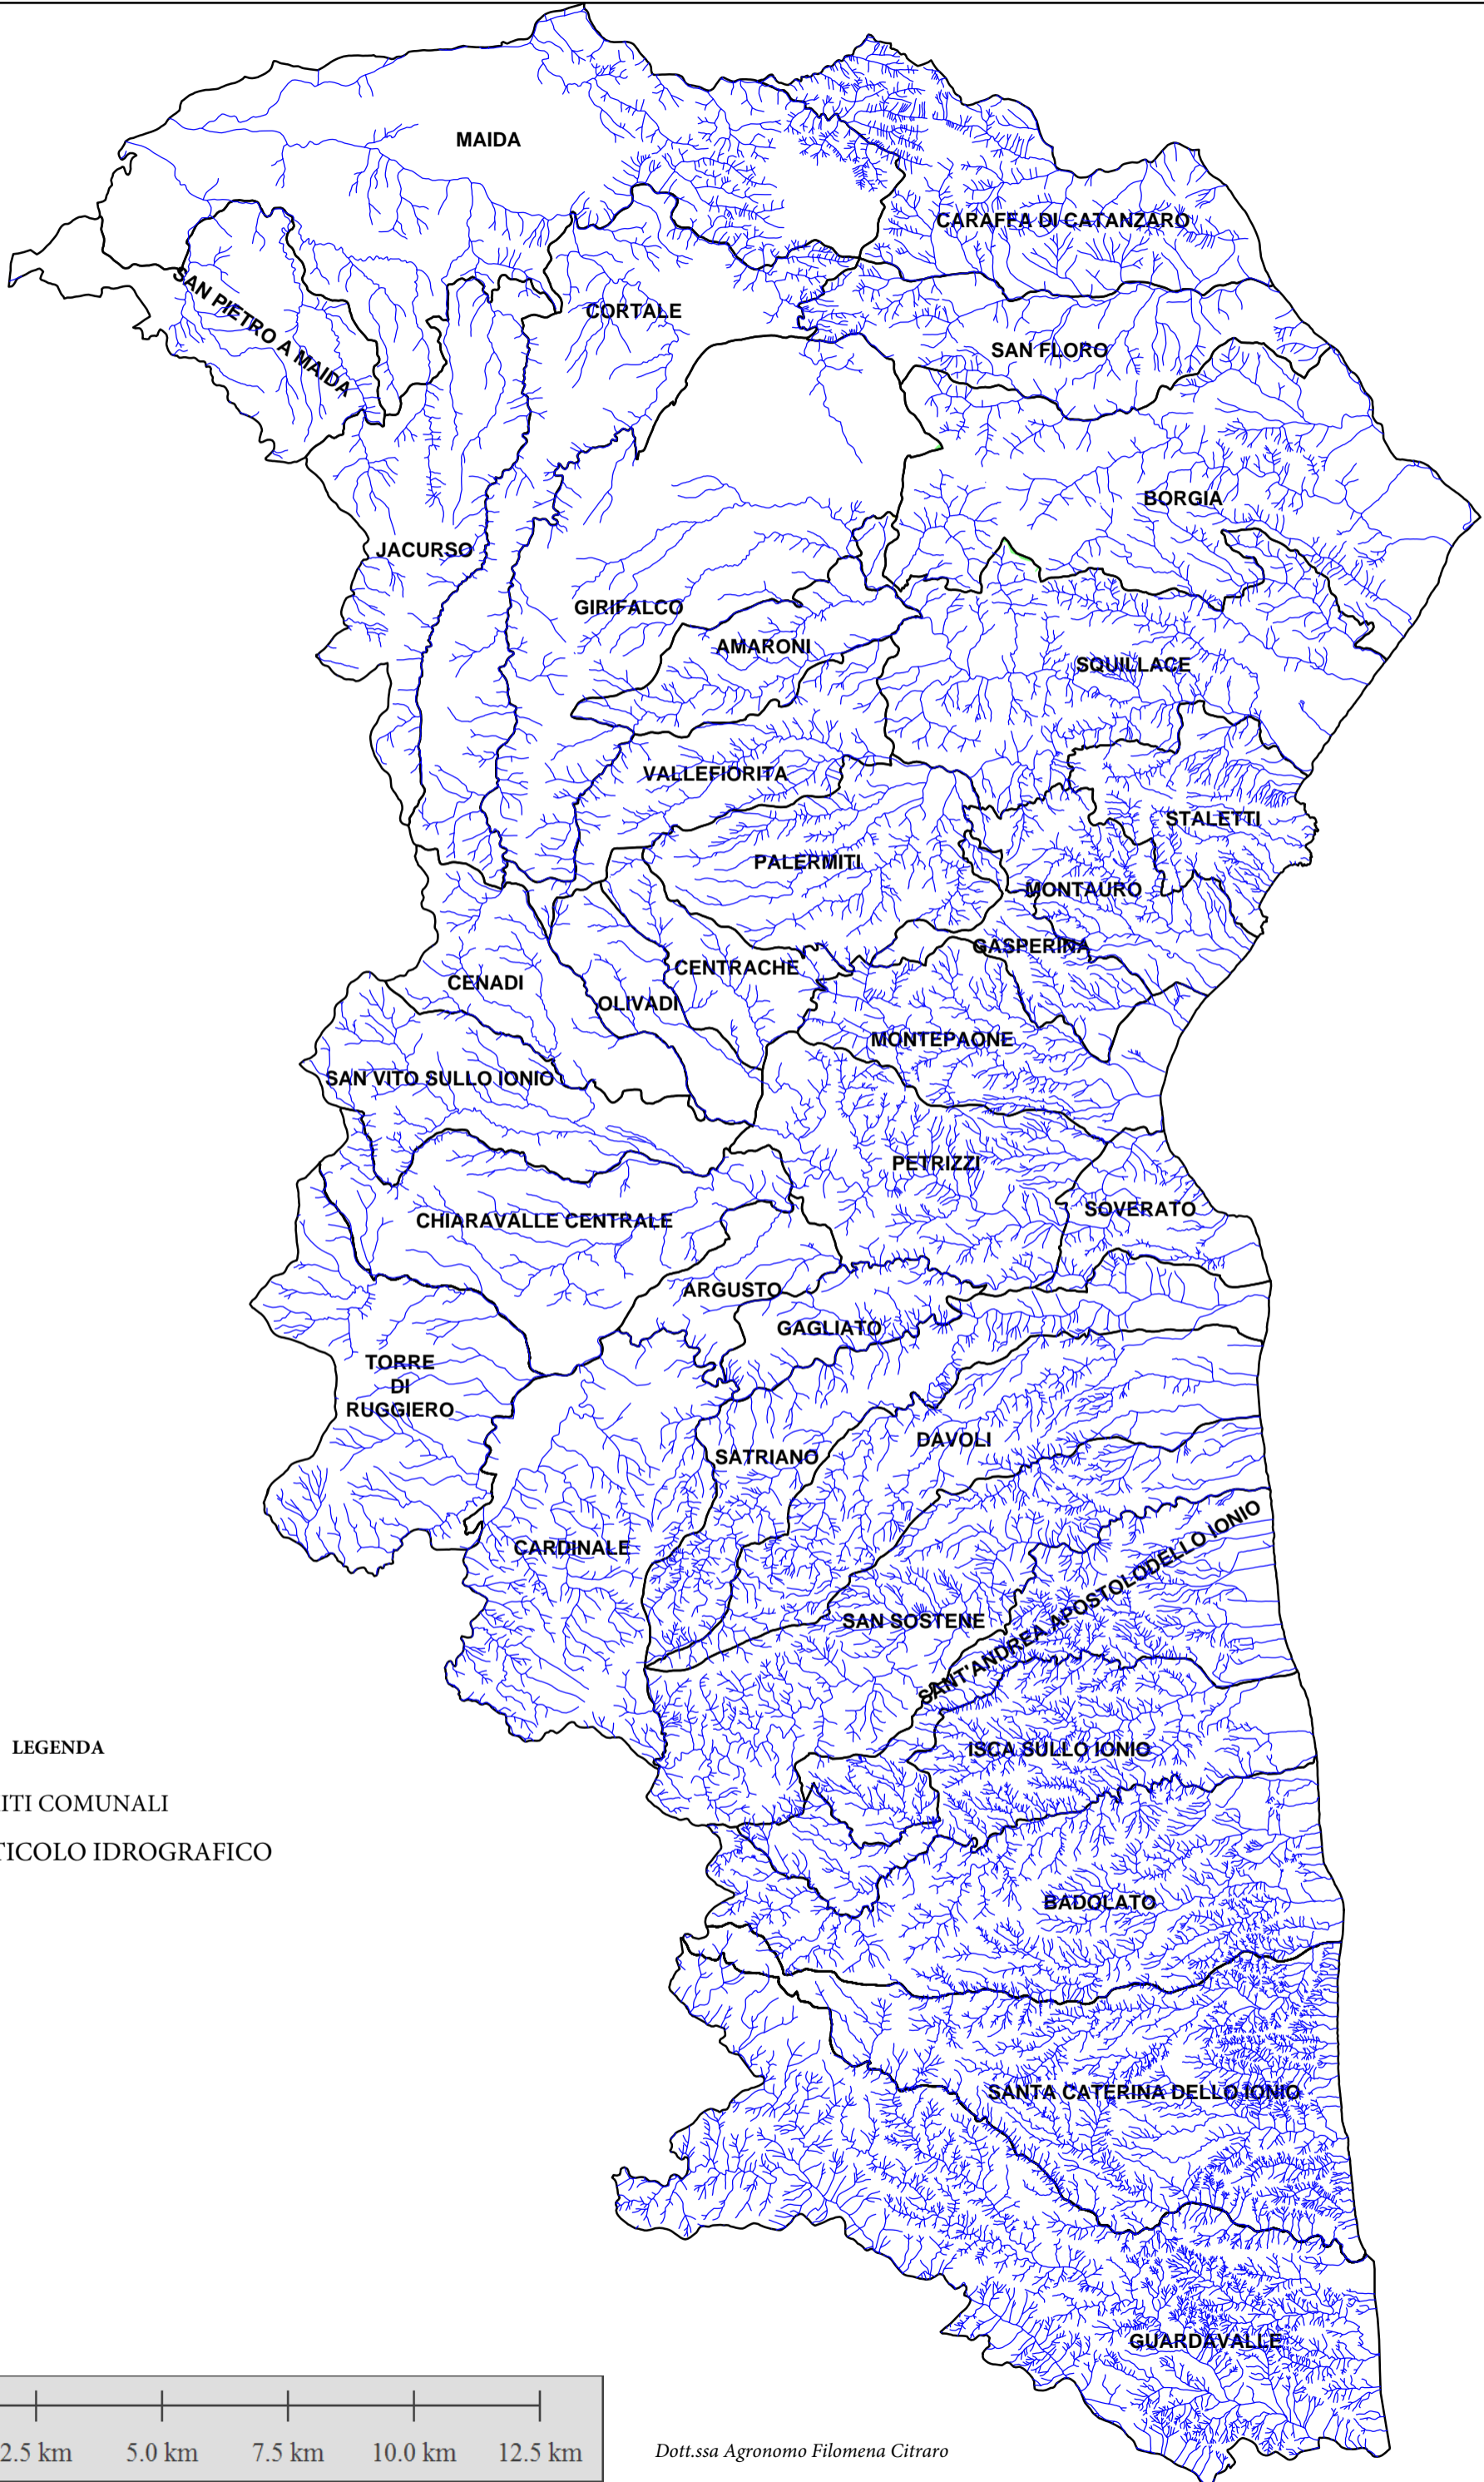 MAIDA
CARAFFA DI CATANZARO
SAN PIETRO A MAIDA
CORTALE
SAN FLORO
BORGIA
JACURSO
GIRIFALCO
AMARONI
SQUILLACE
VALLEFIORITA
STALETTI
PALERMITI
MONTAURO
GASPERINA
CENTRACHE
CENADI
OLIVADI
MONTEPAONE
SAN VITO SULLO IONIO
PETRIZZI
SOVERATO
CHIARAVALLE CENTRALE
ARGUSTO
GAGLIATO
TORRE
DI
RUGGIERO
DAVOLI
SATRIANO
CARDINALE
SANT'ANDREA APOSTOLODELLO IONIO
SAN SOSTENE
ISCA SULLO IONIO
LEGENDA
ITI COMUNALI
TICOLO IDROGRAFICO
BADOLATO
SANTA CATERINA DELLO IONIO
GUARDAVALLE
2.5 km 5.0 km 7.5 km 10.0 km 12.5 km
Dott.ssa Agronomo Filomena Citraro